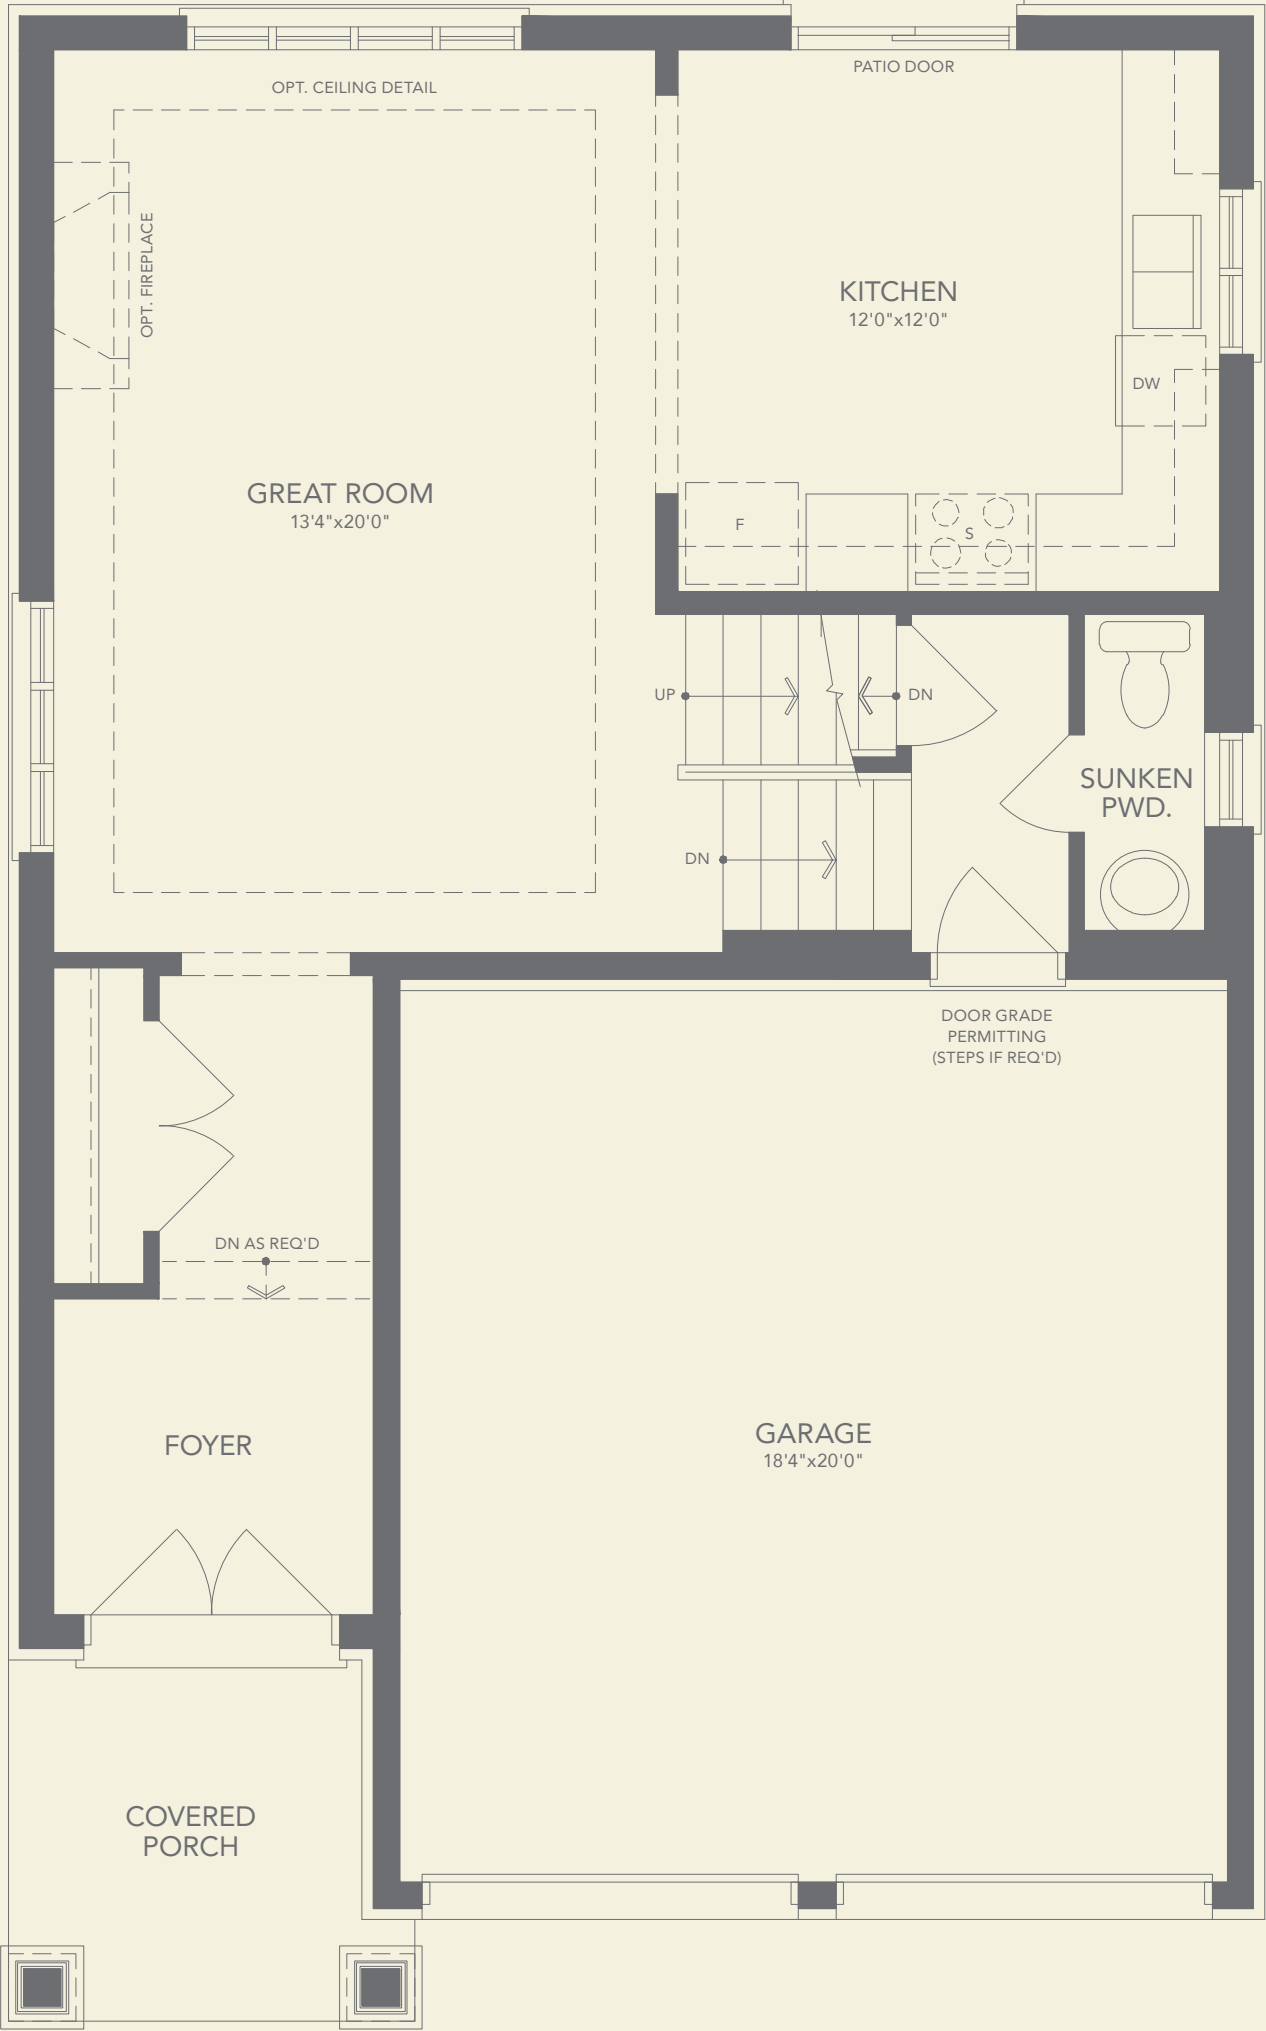 PATIO DOOR
OPT. CEILING DETAIL
OPT. FIREPLACE
KITCHEN
12'0"x12'0"
DW
GREAT ROOM
13'4"x20'0"
F
S
UP
DN
SUNKEN
PWD.
DN
DOOR GRADE
PERMITTING
(STEPS IF REQ'D)
DN AS REQ'D
FOYER
GARAGE
18'4"x20'0"
COVERED
PORCH